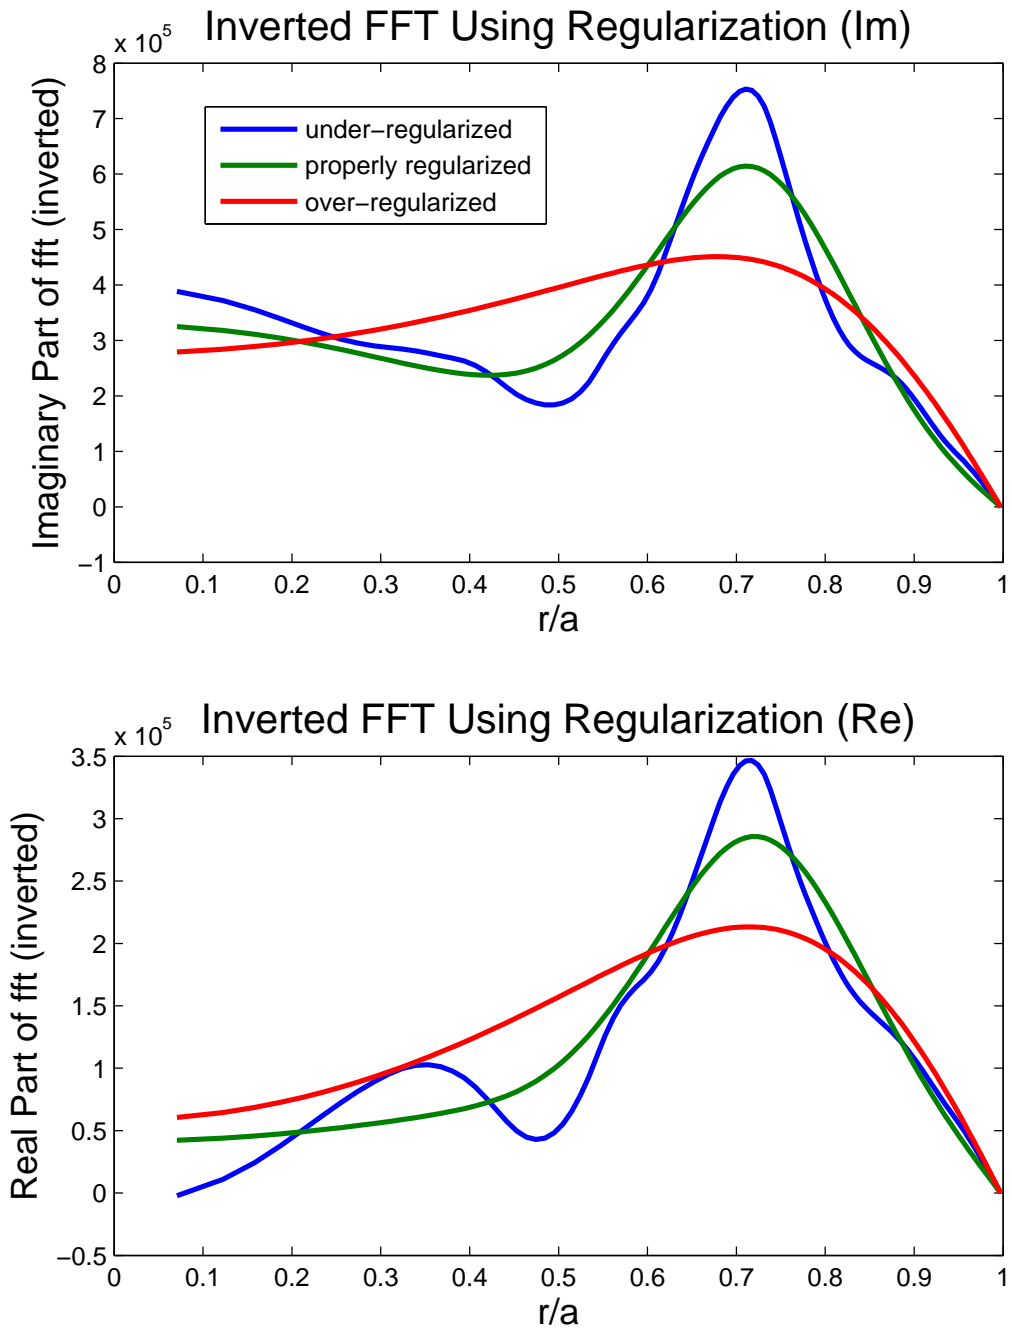 Inverted FFT Using Regularization (Im)
x 10^5
8
7
6
5
4
3
2
1
0
−1
Imaginary Part of fft (inverted)
under−regularized
properly regularized
over−regularized
0 0.1 0.2 0.3 0.4 0.5 0.6 0.7 0.8 0.9 1
r/a
Inverted FFT Using Regularization (Re)
x 10^5
3.5
3
2.5
2
1.5
1
0.5
0
−0.5
Real Part of fft (inverted)
0 0.1 0.2 0.3 0.4 0.5 0.6 0.7 0.8 0.9 1
r/a